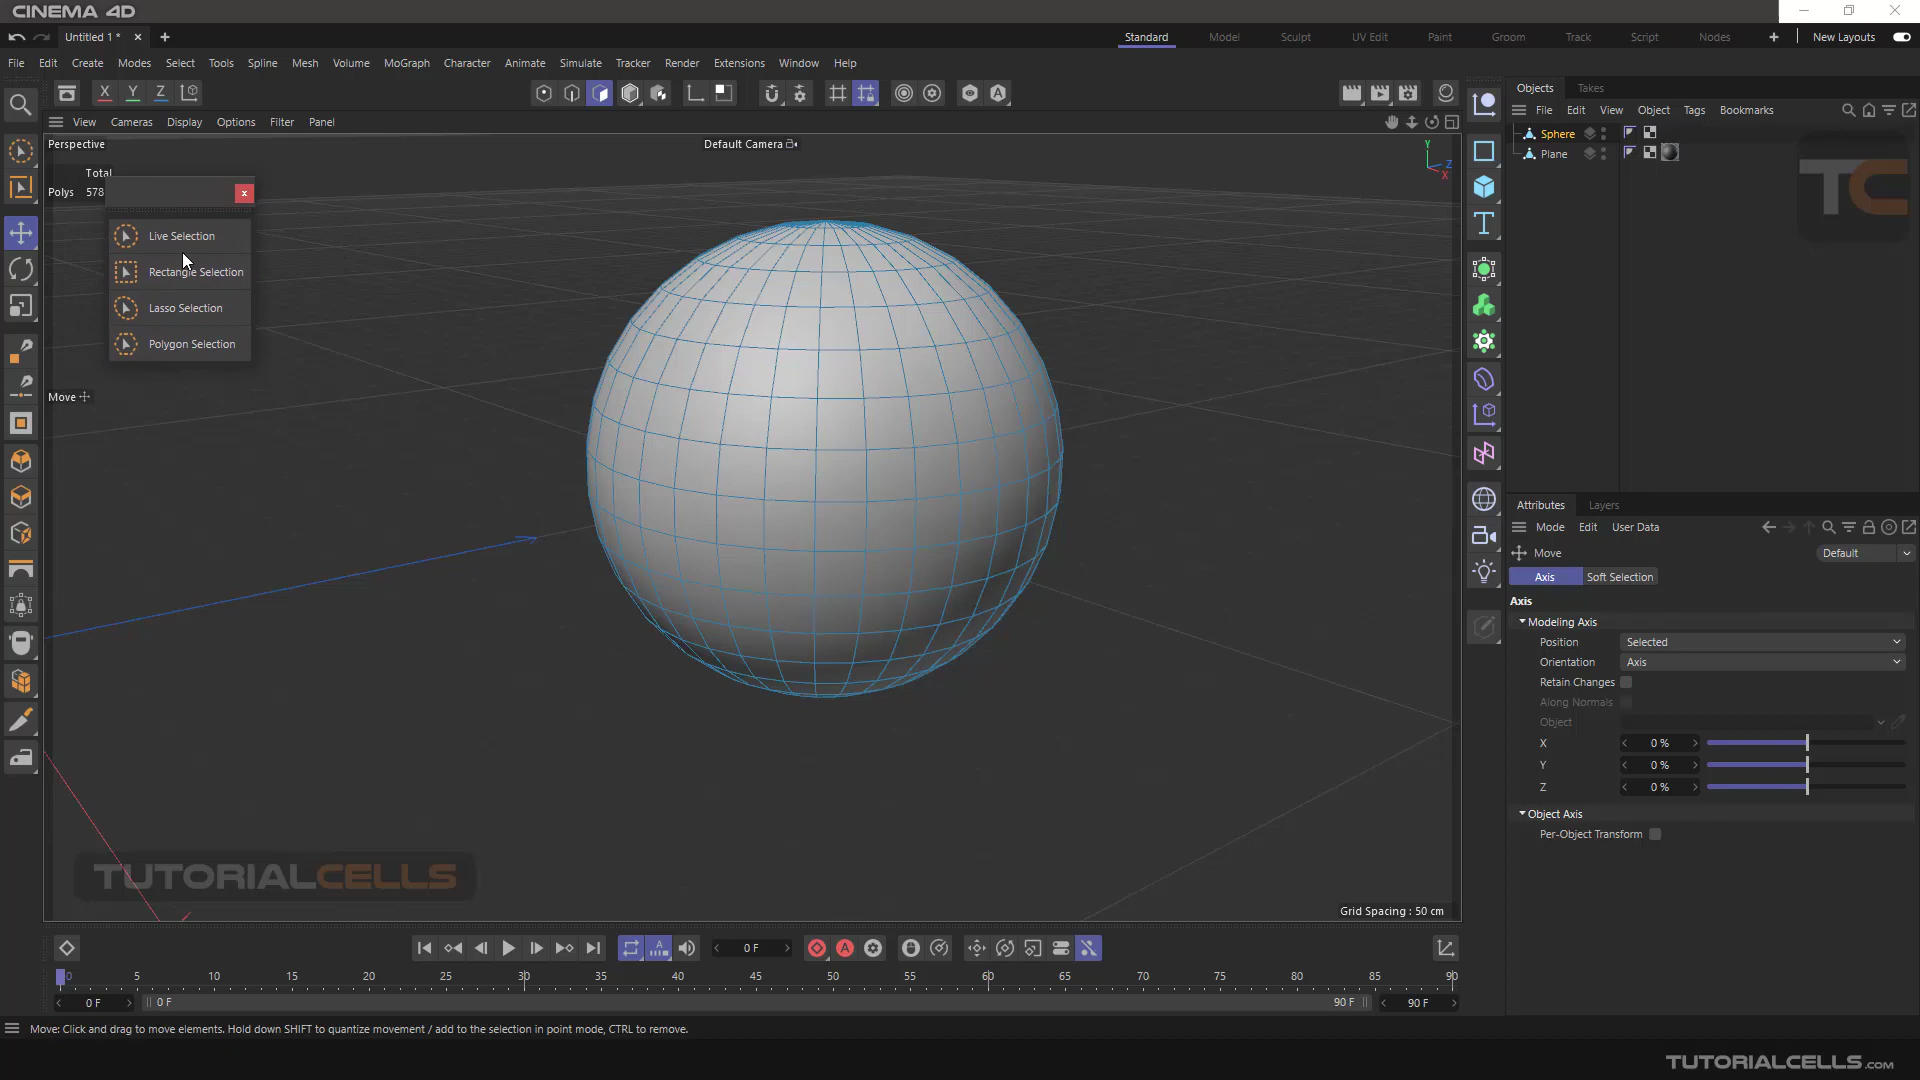 CINEMA 4D
Untitled 1 *
Standard Model Sculpt UV Edit Paint Groom Track Script Nodes New Layouts
File Edit Create Modes Select Tools Spline Mesh Volume MoGraph Character Animate Simulate Tracker Render Extensions Window Help
X Y Z
View Cameras Display Options Filter Panel
Perspective
Default Camera
Total
Polys 578
Live Selection
Rectangle Selection
Lasso Selection
Polygon Selection
Move
Y
Z
X
Objects Takes
File Edit View Object Tags Bookmarks
Sphere
Plane
TC
Attributes Layers
Mode Edit User Data
Move
Default
Axis Soft Selection
Axis
Modeling Axis
Position Selected
Orientation Axis
Retain Changes
Along Normals
Object
X 0 %
Y 0 %
Z 0 %
Object Axis
Per-Object Transform
TUTORIALCELLS
Grid Spacing : 50 cm
0 F
0 5 10 15 20 25 30 35 40 45 50 55 60 65 70 75 80 85 90
0 F 0 F 90 F 90 F
Move: Click and drag to move elements. Hold down SHIFT to quantize movement / add to the selection in point mode, CTRL to remove.
TUTORIALCELLS.com